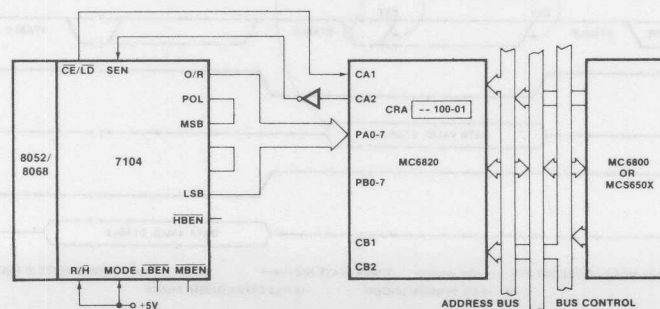 CE/LD SEN
8052/
8068
7104
O/R
POL
MSB
LSB
HBEN
R/H MODE LBEN MBEN
+5V
CA1
CA2
CRA -- 100-01
PA0-7
MC6820
PB0-7
CB1
CB2
MC6800
OR
MCS650X
ADDRESS BUS
BUS CONTROL